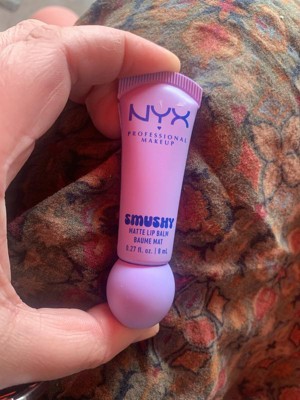 NYX
PROFESSIONAL
MAKEUP
SMUSHY
MATTE LIP BALM
BAUME MAT
0.27 fl. oz. | 8 mL